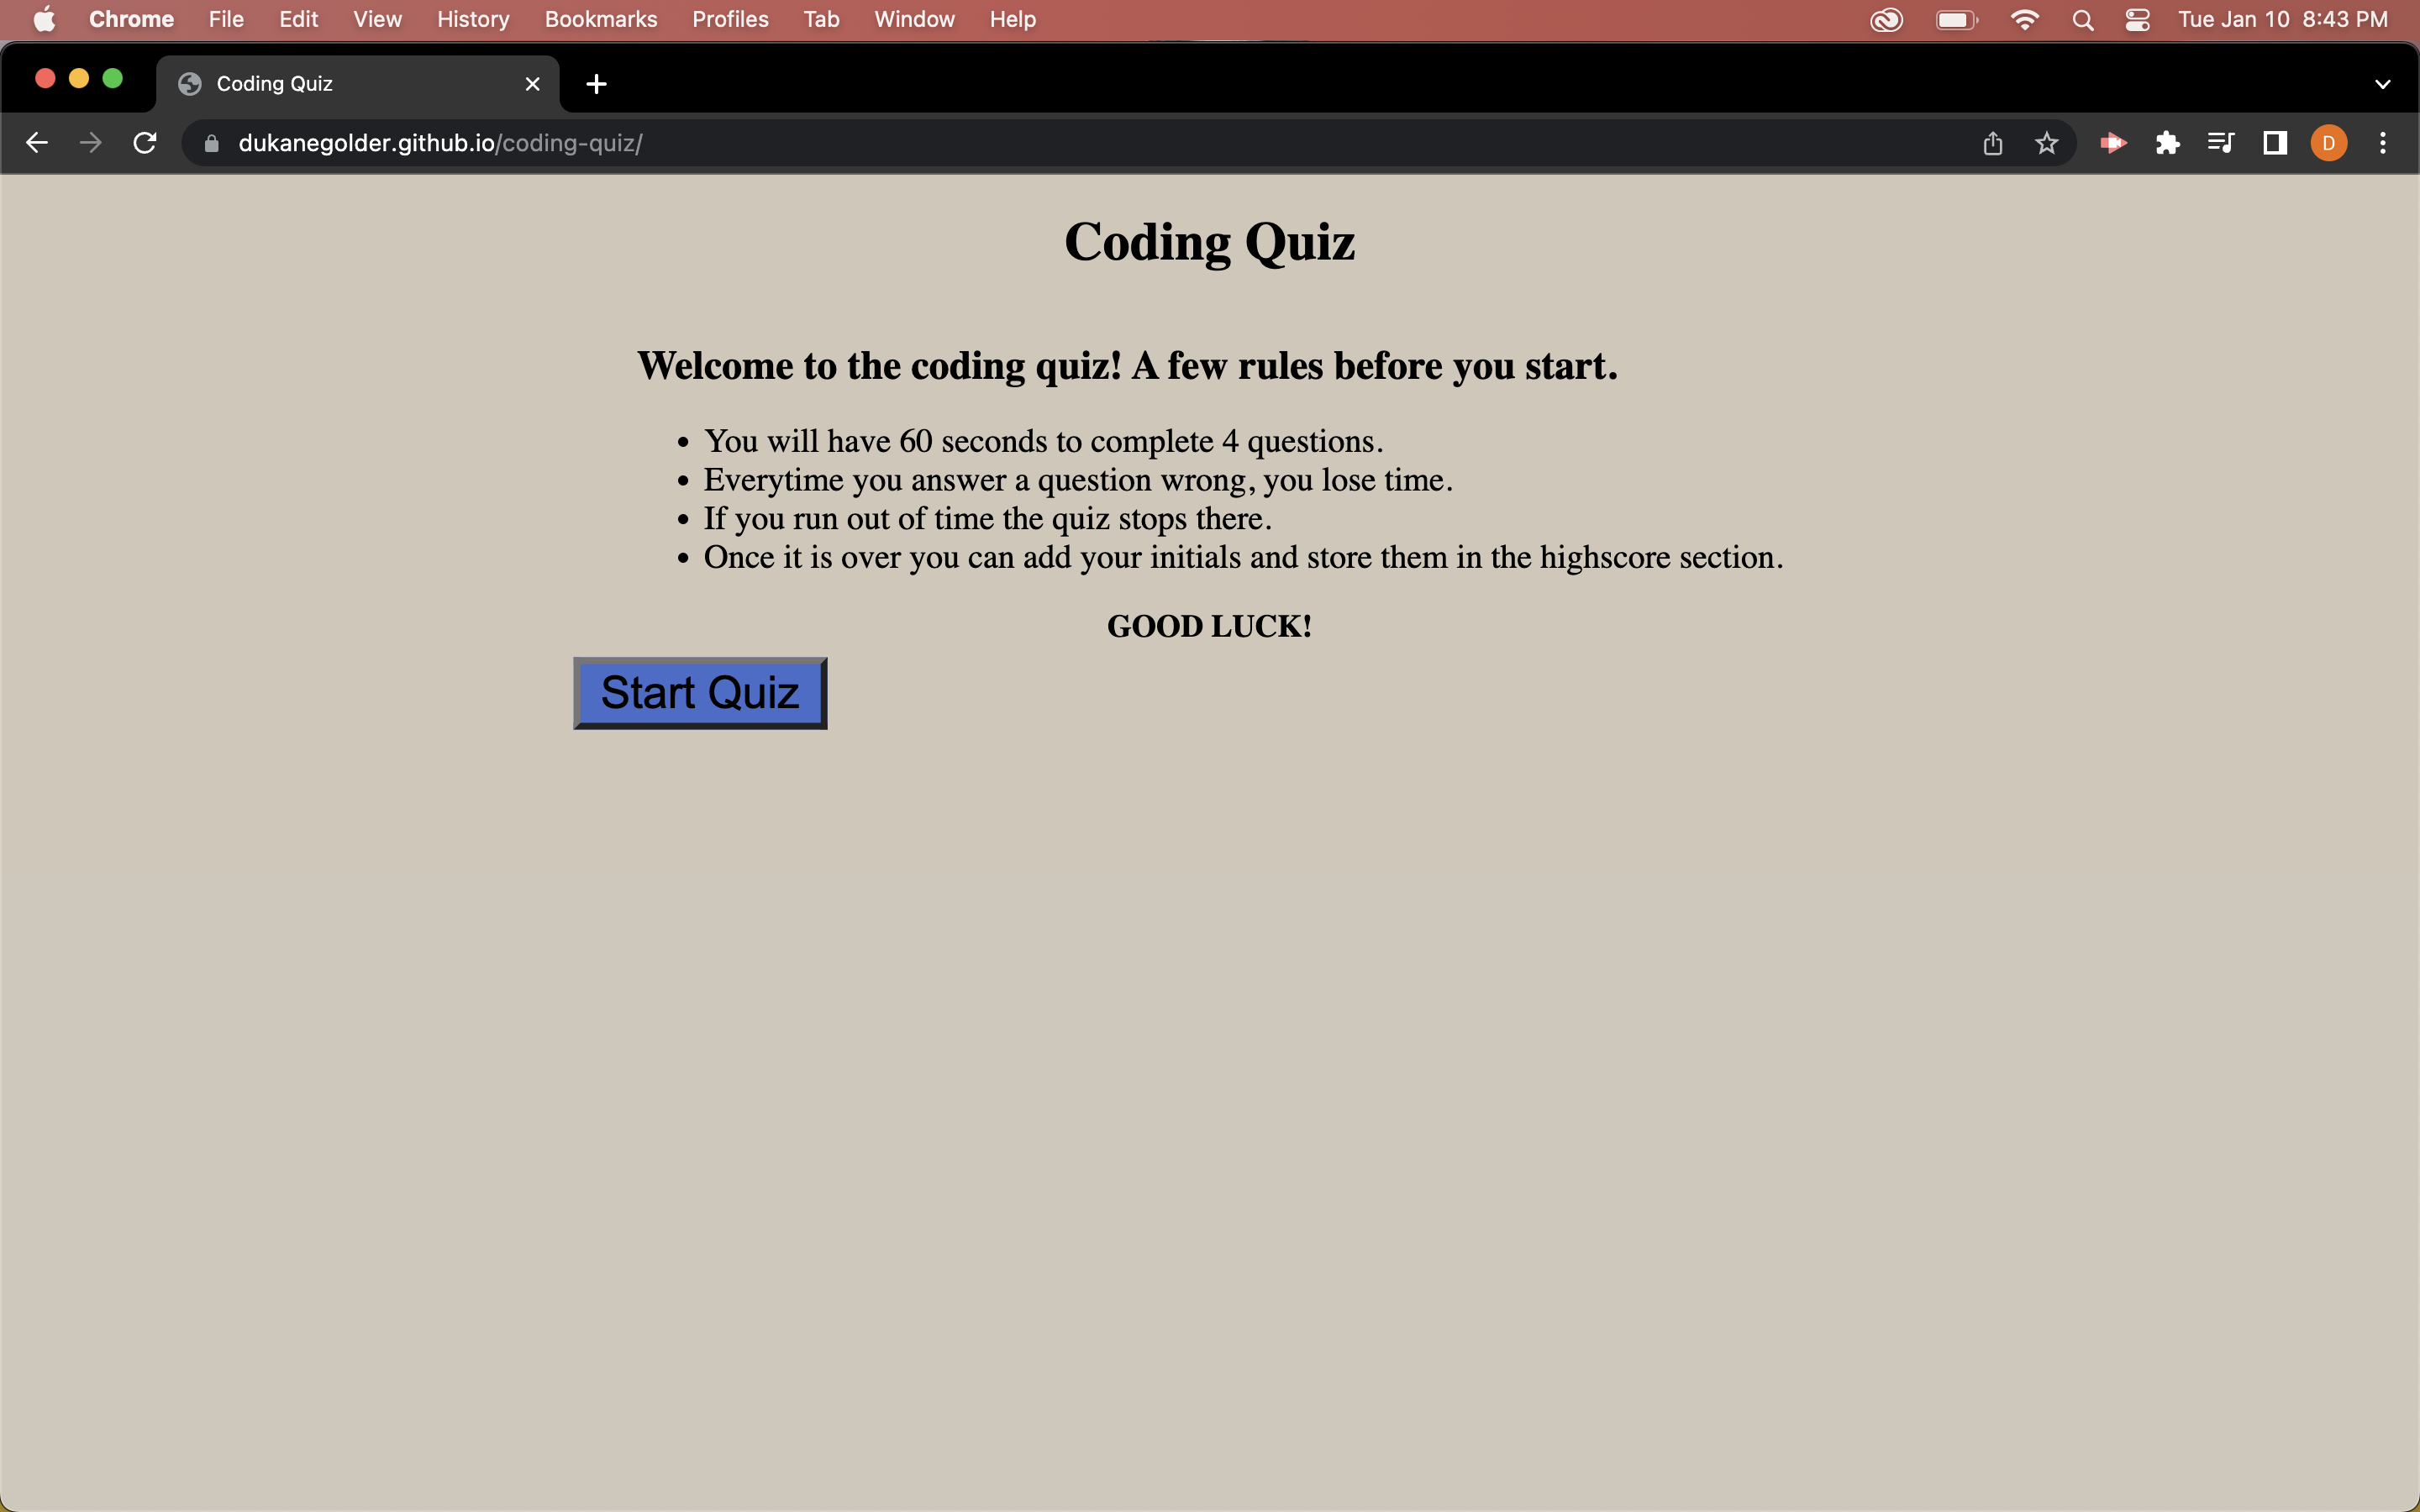 Chrome File Edit View History Bookmarks Profiles Tab Window Help Tue Jan 10 8:43 PM
Coding Quiz
dukanegolder.github.io/coding-quiz/ D
Coding Quiz
Welcome to the coding quiz! A few rules before you start.
• You will have 60 seconds to complete 4 questions.
• Everytime you answer a question wrong, you lose time.
• If you run out of time the quiz stops there.
• Once it is over you can add your initials and store them in the highscore section.
GOOD LUCK!
Start Quiz